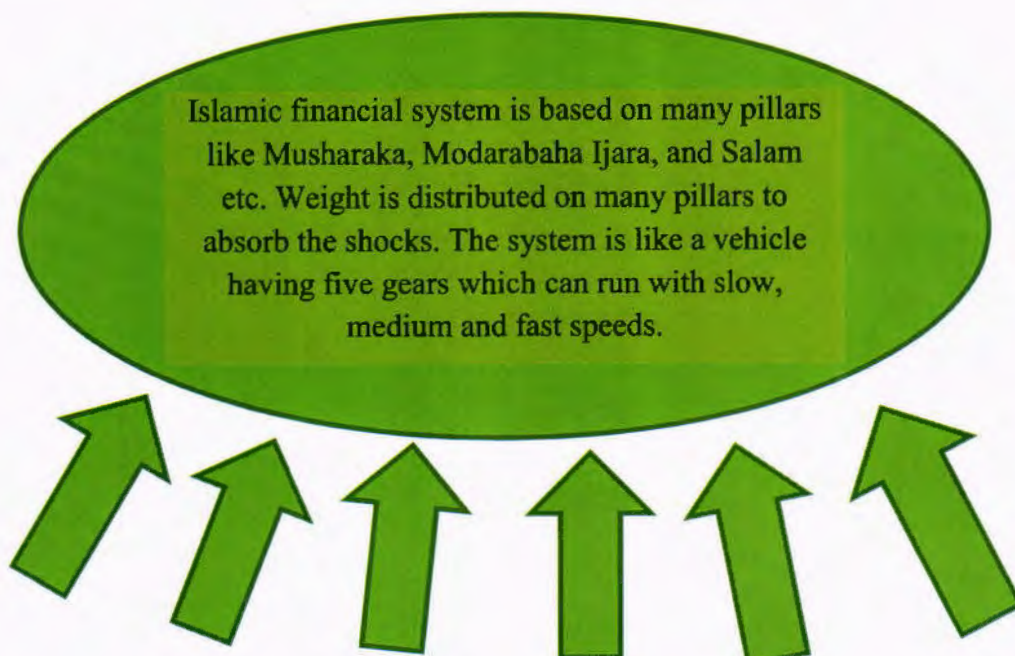 Islamic financial system is based on many pillars
like Musharaka, Modarabaha Ijara, and Salam
etc. Weight is distributed on many pillars to
absorb the shocks. The system is like a vehicle
having five gears which can run with slow,
medium and fast speeds.